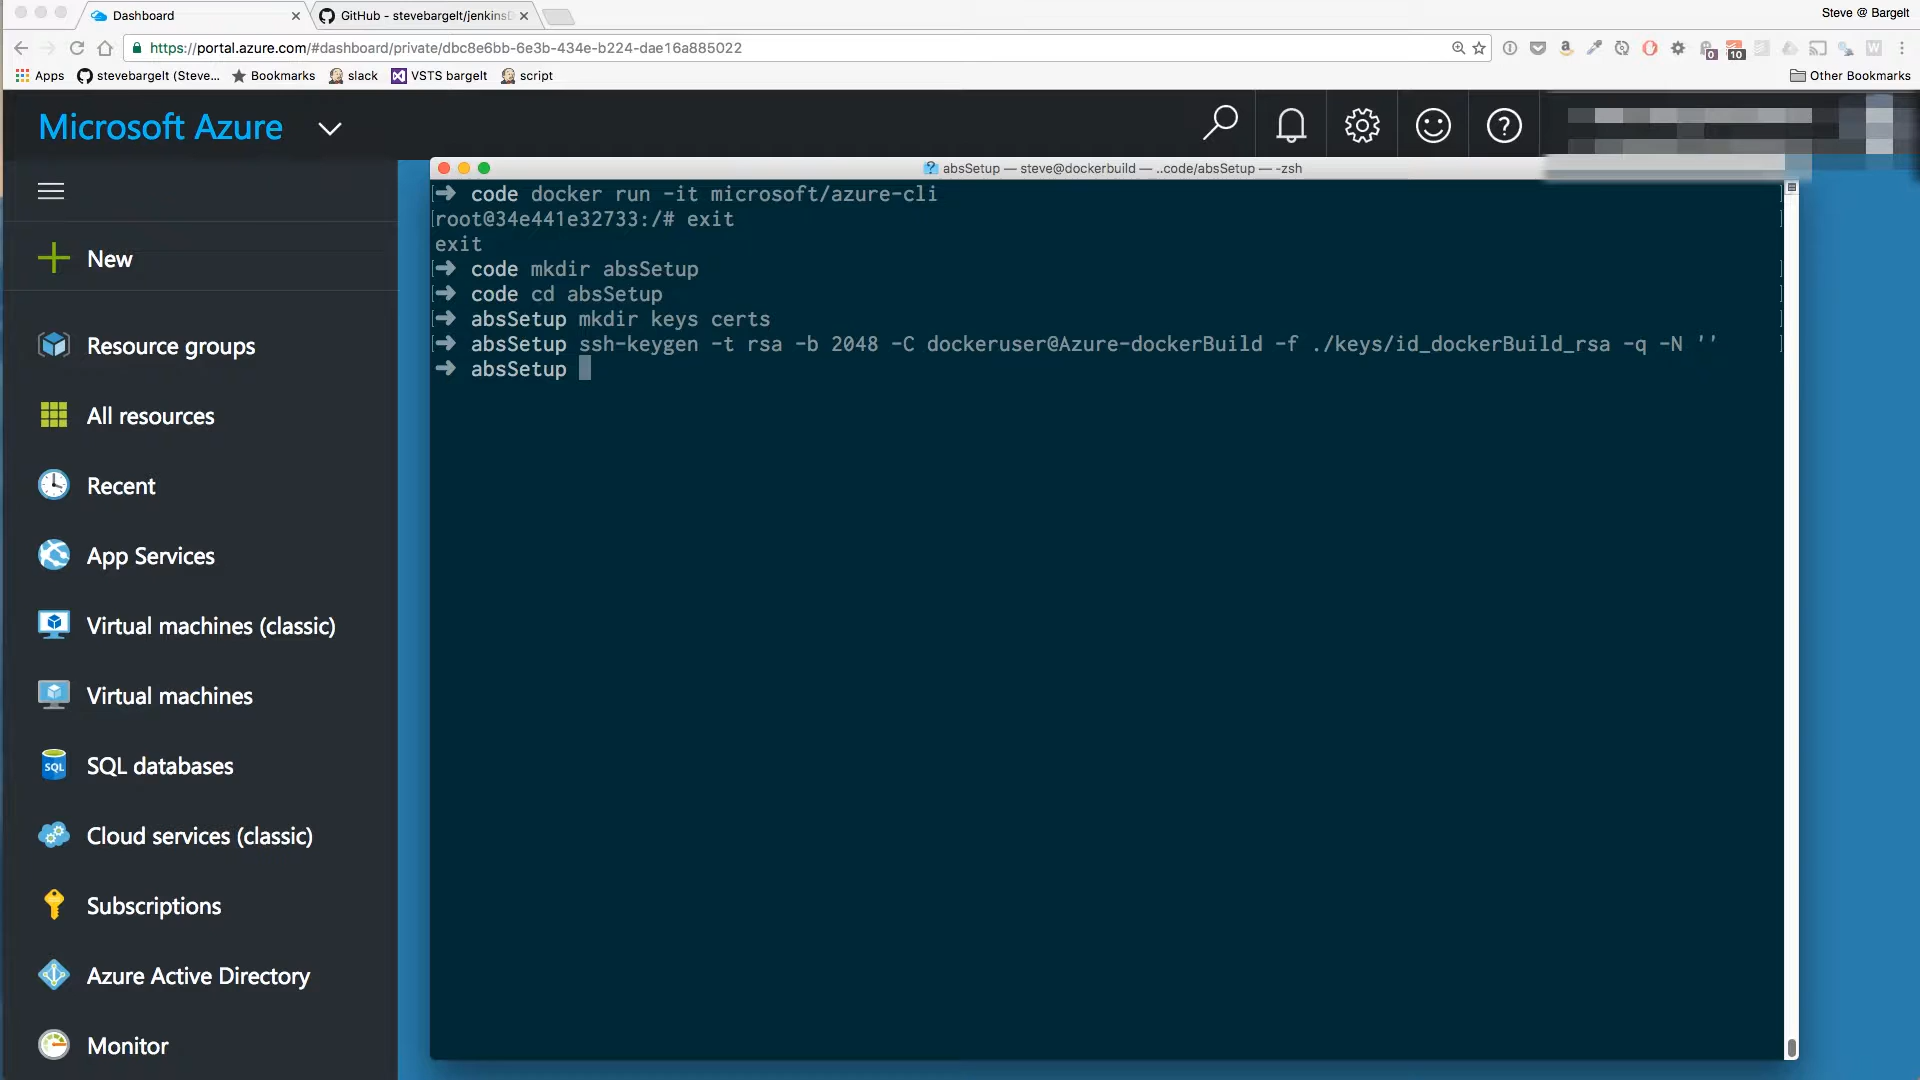 Dashboard
GitHub - stevebargelt/jenkinsD
Steve @ Bargelt
https://portal.azure.com/#dashboard/private/dbc8e6bb-6e3b-434e-b224-dae16a885022
0
10
W
Apps
stevebargelt (Steve...
Bookmarks
slack
VSTS bargelt
script
Other Bookmarks
Microsoft Azure
absSetup — steve@dockerbuild — ..code/absSetup — -zsh
New
Resource groups
All resources
Recent
App Services
Virtual machines (classic)
Virtual machines
SQL
SQL databases
Cloud services (classic)
Subscriptions
Azure Active Directory
Monitor
[➜ code docker run -it microsoft/azure-cli ]
[root@34e441e32733:/# exit ]
exit
[➜ code mkdir absSetup ]
[➜ code cd absSetup ]
[➜ absSetup mkdir keys certs ]
[➜ absSetup ssh-keygen -t rsa -b 2048 -C dockeruser@Azure-dockerBuild -f ./keys/id_dockerBuild_rsa -q -N '' ]
➜ absSetup